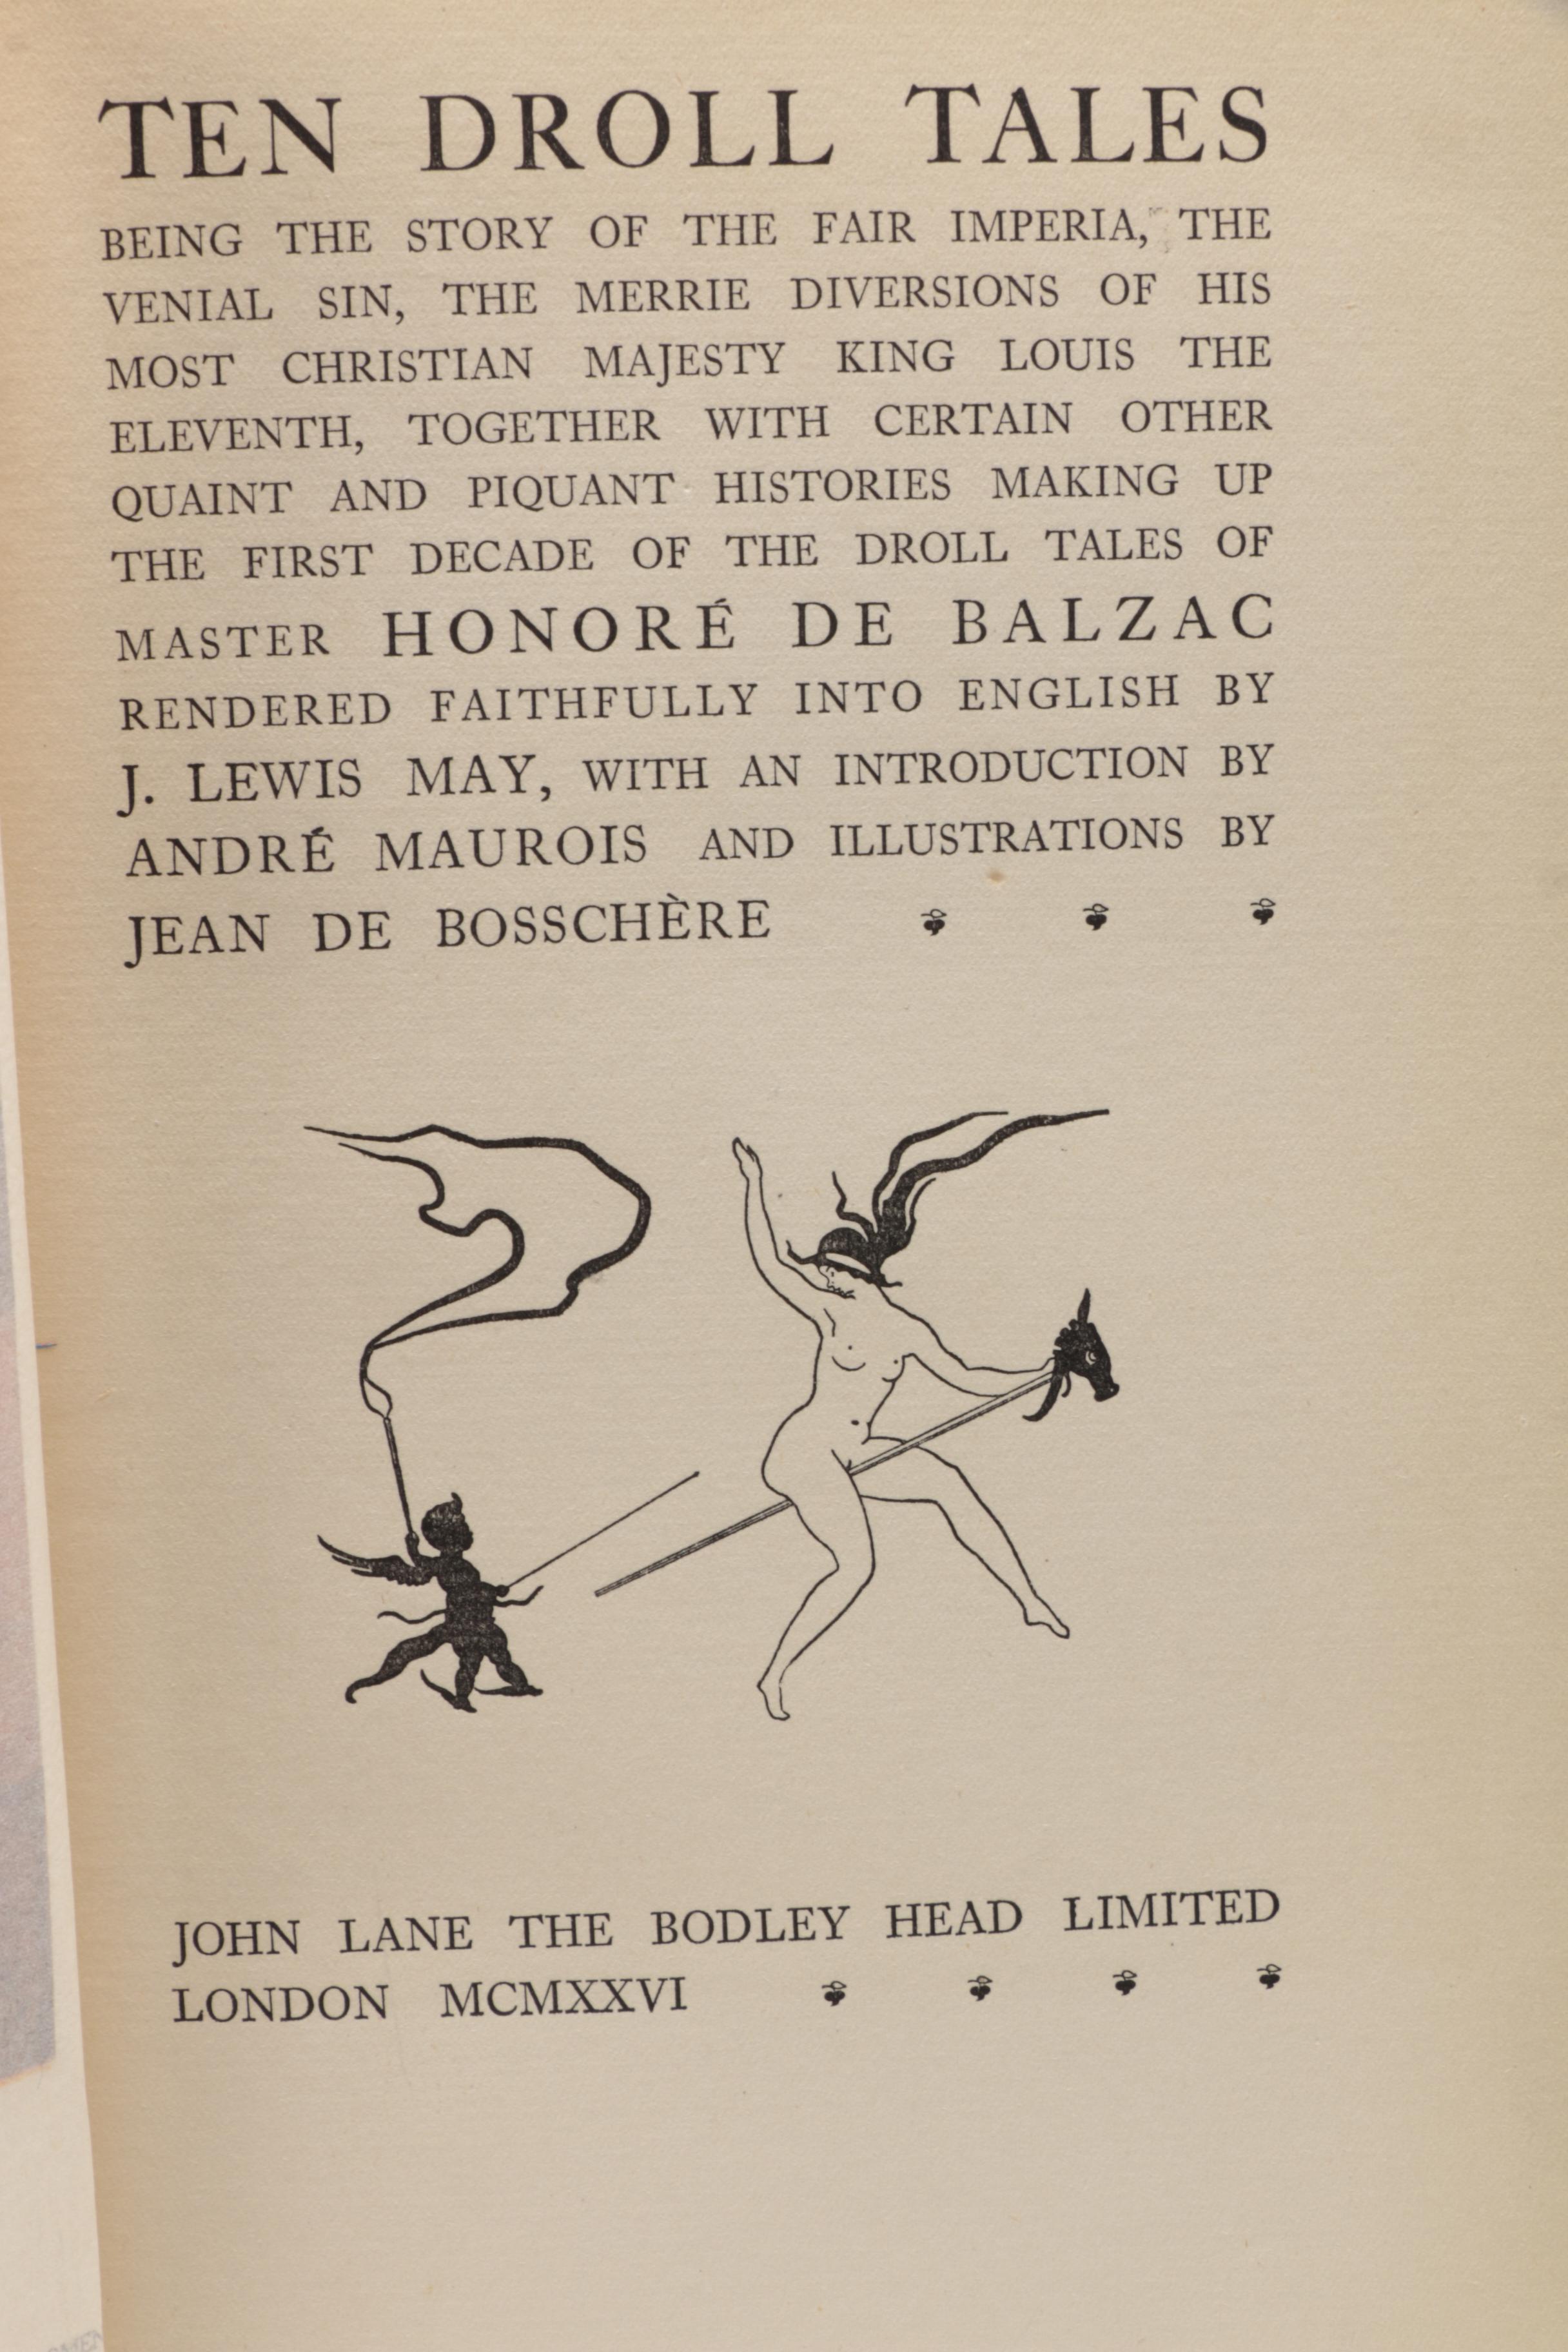 TEN DROLL TALES
BEING THE STORY OF THE FAIR IMPERIA, THE
VENIAL SIN, THE MERRIE DIVERSIONS OF HIS
MOST CHRISTIAN MAJESTY KING LOUIS THE
ELEVENTH, TOGETHER WITH CERTAIN OTHER
QUAINT AND PIQUANT HISTORIES MAKING UP
THE FIRST DECADE OF THE DROLL TALES OF
MASTER HONORÉ DE BALZAC
RENDERED FAITHFULLY INTO ENGLISH BY
J. LEWIS MAY, WITH AN INTRODUCTION BY
ANDRÉ MAUROIS AND ILLUSTRATIONS BY
JEAN DE BOSSCHÈRE
JOHN LANE THE BODLEY HEAD LIMITED
LONDON MCMXXVI